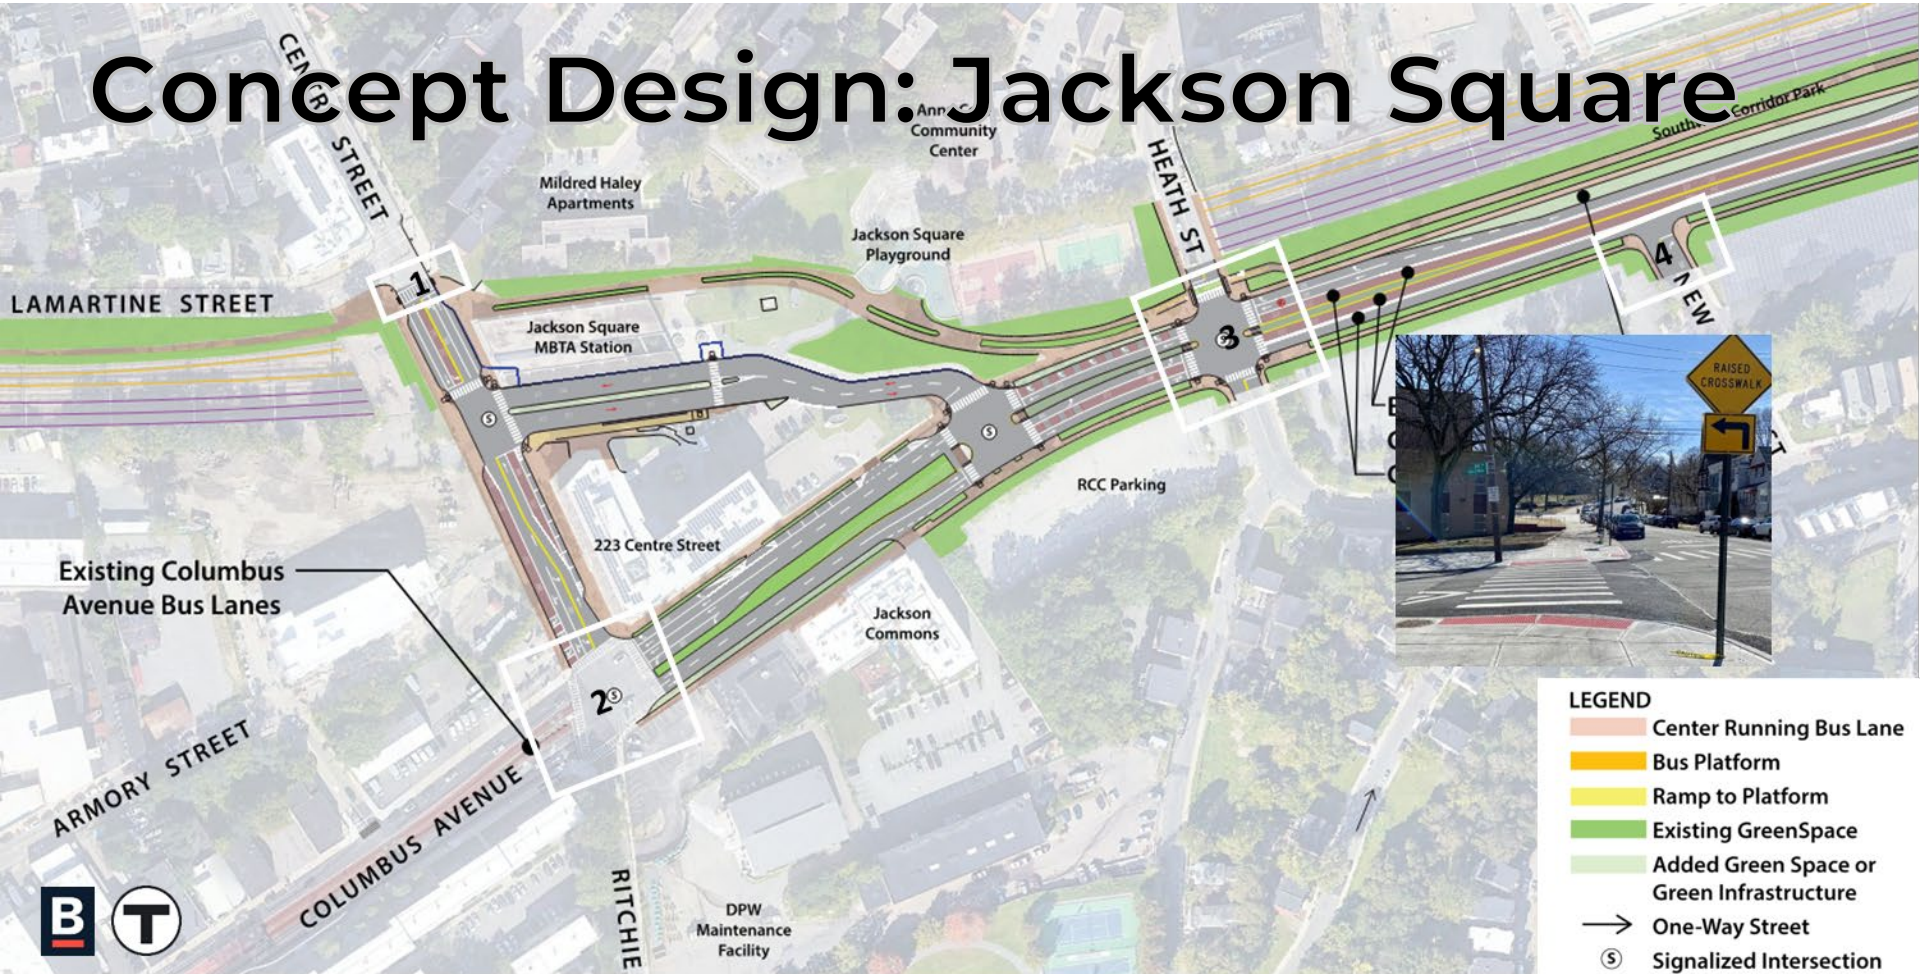 Concept Design: Jackson Square
CENTRE STREET
Community
Center
Mildred Haley
Apartments
HEATH ST
Corridor Park
Jackson Square
Playground
1
4
LAMARTINE STREET
Jackson Square
MBTA Station
3
NEW
RAISED
CROSSWALK
S
S
ST
RCC Parking
223 Centre Street
Existing Columbus
Avenue Bus Lanes
Jackson
Commons
2
S
ARMORY STREET
COLUMBUS AVENUE
RITCHIE
DPW
Maintenance
Facility
B
T
LEGEND
Center Running Bus Lane
Bus Platform
Ramp to Platform
Existing GreenSpace
Added Green Space or
Green Infrastructure
One-Way Street
S
Signalized Intersection